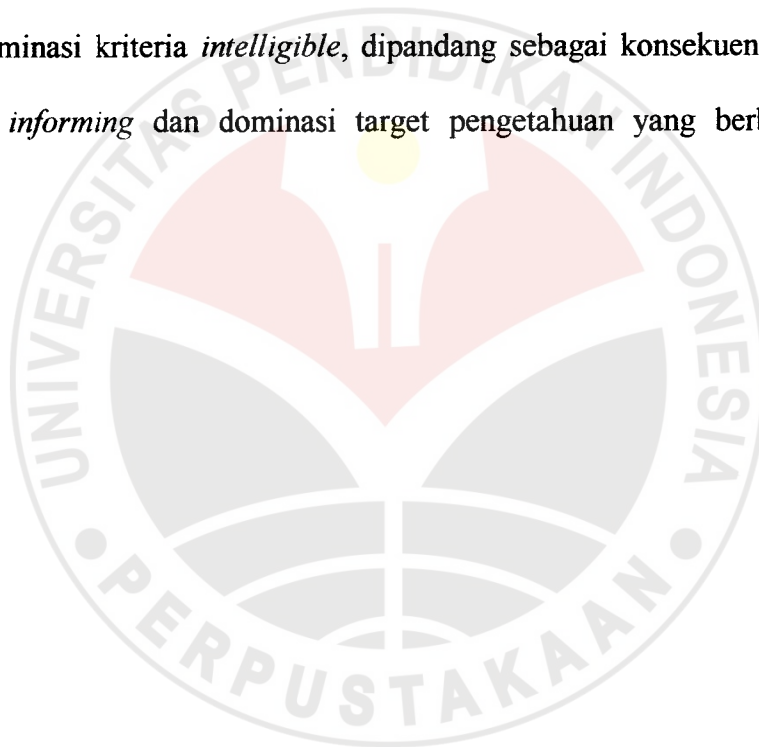 minasi kriteria intelligible, dipandang sebagai konsekuen
informing dan dominasi target pengetahuan yang berl
UNIVERSITAS PENDIDIKAN INDONESIA
PERPUSTAKAAN